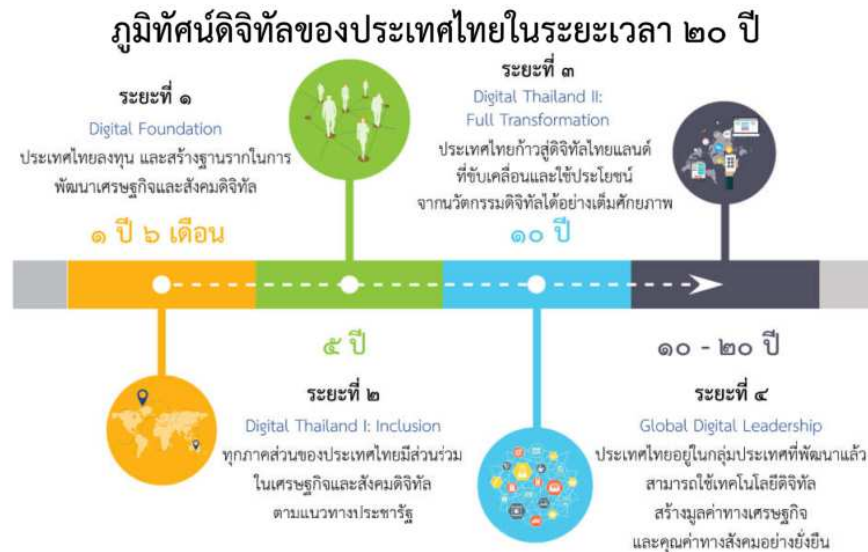 ภูมิทัศน์ดิจิทัลของประเทศไทยในระยะเวลา ๒๐ ปี
ระยะที่ ๑
Digital Foundation
ประเทศไทยลงทุน และสร้างฐานรากในการ
พัฒนาเศรษฐกิจและสังคมดิจิทัล
๑ ปี ๖ เดือน
ระยะที่ ๒
Digital Thailand I: Inclusion
ทุกภาคส่วนของประเทศไทยมีส่วนร่วม
ในเศรษฐกิจและสังคมดิจิทัล
ตามแนวทางประชารัฐ
๕ ปี
ระยะที่ ๓
Digital Thailand II:
Full Transformation
ประเทศไทยก้าวสู่ดิจิทัลไทยแลนด์
ที่ขับเคลื่อนและใช้ประโยชน์
จากนวัตกรรมดิจิทัลได้อย่างเต็มศักยภาพ
๑๐ ปี
๑๐ - ๒๐ ปี
ระยะที่ ๔
Global Digital Leadership
ประเทศไทยอยู่ในกลุ่มประเทศที่พัฒนาแล้ว
สามารถใช้เทคโนโลยีดิจิทัล
สร้างมูลค่าทางเศรษฐกิจ
และคุณค่าทางสังคมอย่างยั่งยืน